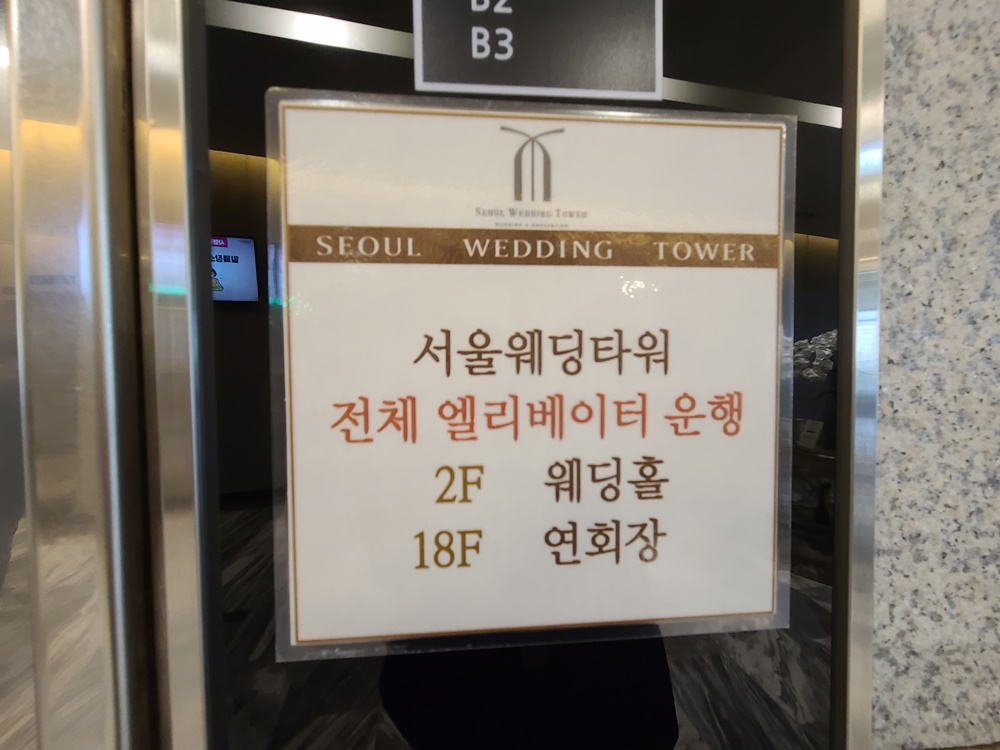 B2
B3
SEOUL WEDDING TOWER
SEOUL WEDDING TOWER
서울웨딩타워
전체 엘리베이터 운행
2F 웨딩홀
18F 연회장